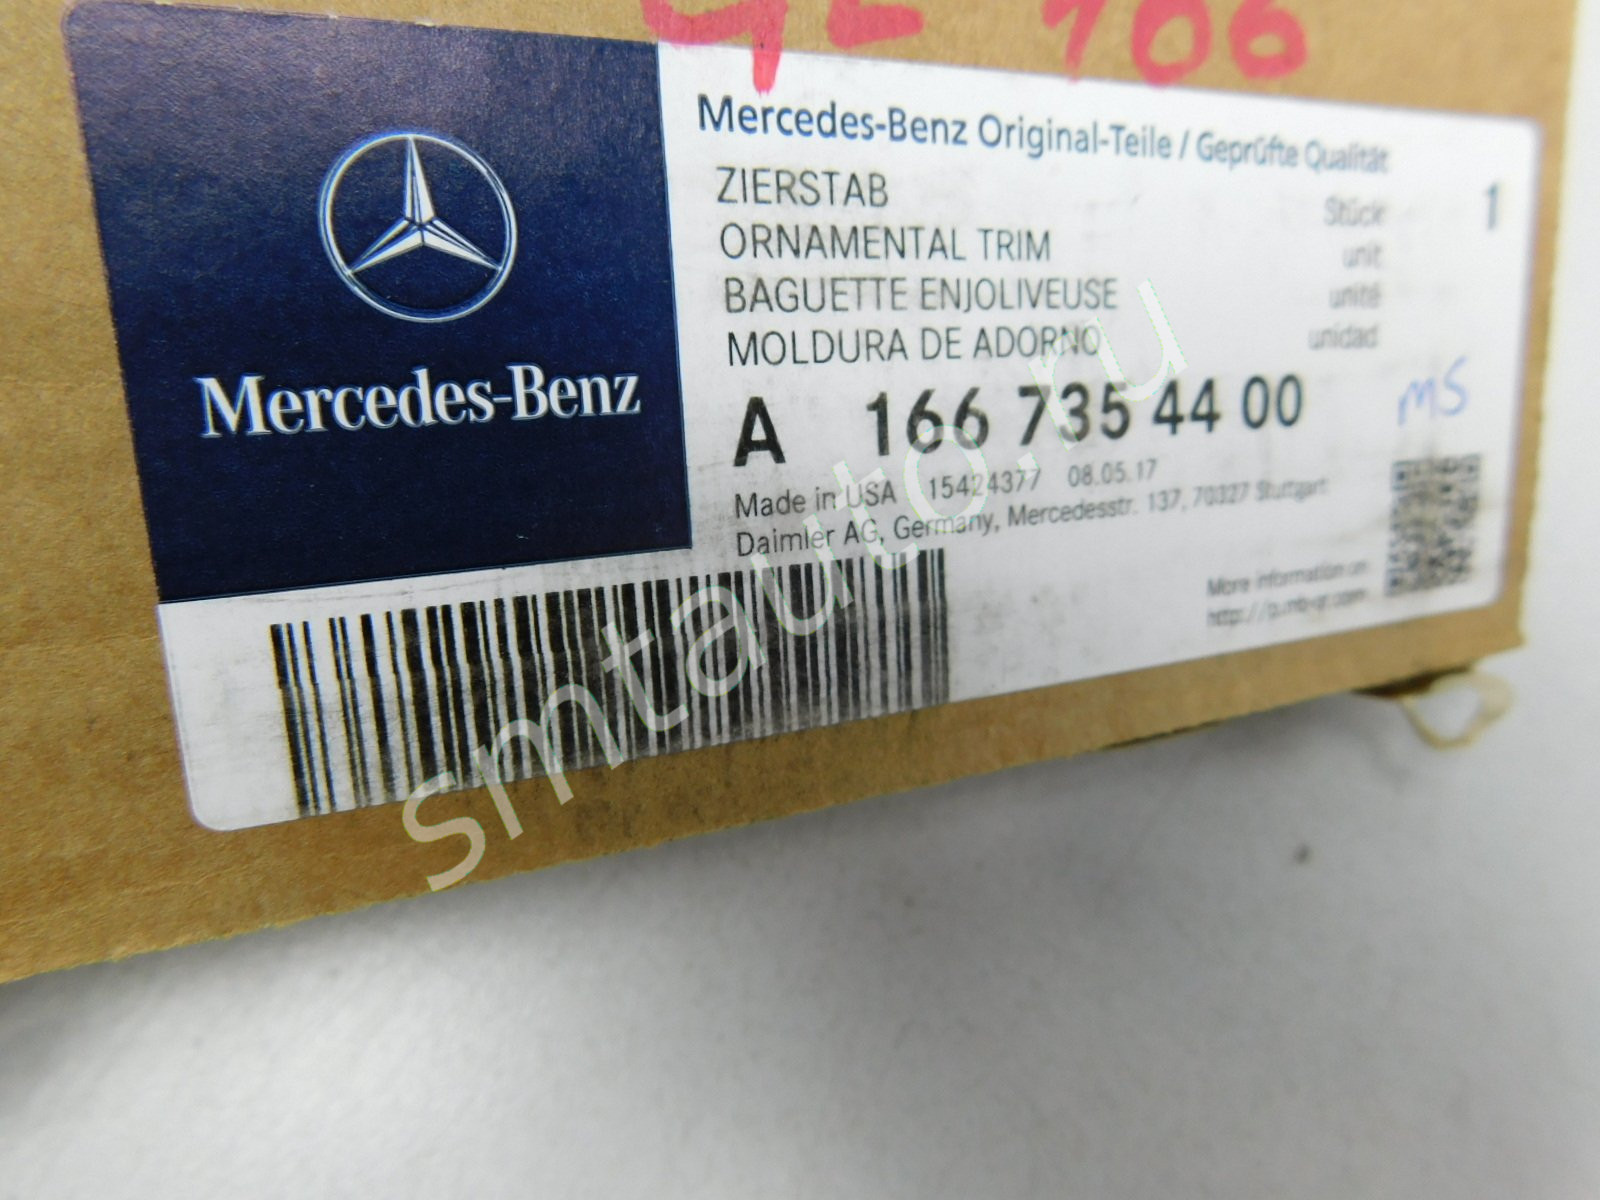 106
Mercedes-Benz
Mercedes-Benz Original-Teile / Geprüfte Qualität
ZIERSTAB Stück 1
ORNAMENTAL TRIM unit
BAGUETTE ENJOLIVEUSE unité
MOLDURA DE ADORNO unidad
A 166 735 44 00
MS
Made in USA 15424377 08.05.17
Daimler AG, Germany, Mercedesstr. 137, 70327 Stuttgart
More information on
smtauto.ru